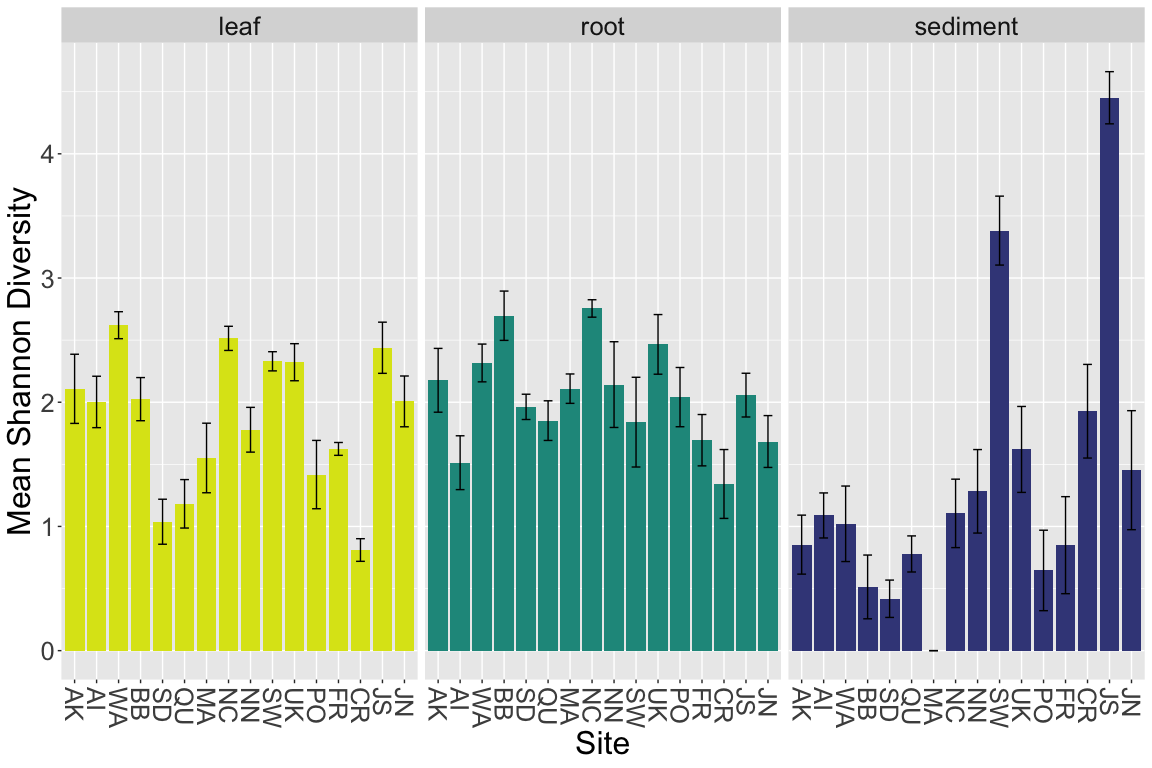 leaf root sediment
Mean Shannon Diversity
4
3
2
1
0
AK AI WA BB SD QU MA NC NN SW UK PO FR CR JS JN AK AI WA BB SD QU MA NC NN SW UK PO FR CR JS JN AK AI WA BB SD QU MA NC NN SW UK PO FR CR JS JN
Site